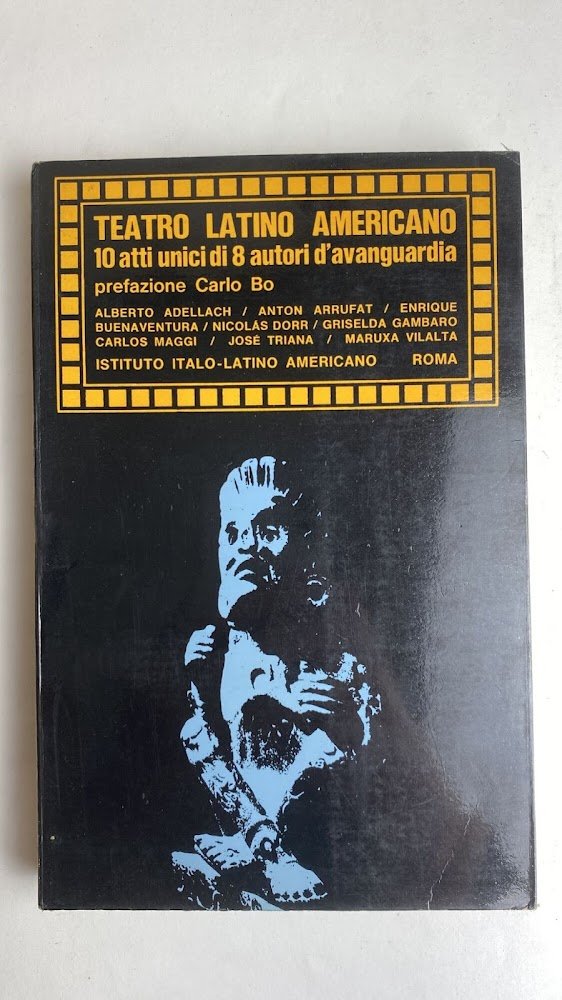 TEATRO LATINO AMERICANO
10 atti unici di 8 autori d'avanguardia
prefazione Carlo Bo
ALBERTO ADELLACH / ANTON ARRUFAT / ENRIQUE
BUENAVENTURA / NICOLÁS DORR / GRISELDA GAMBARO
CARLOS MAGGI / JOSÉ TRIANA / MARUXA VILALTA
ISTITUTO ITALO-LATINO AMERICANO ROMA